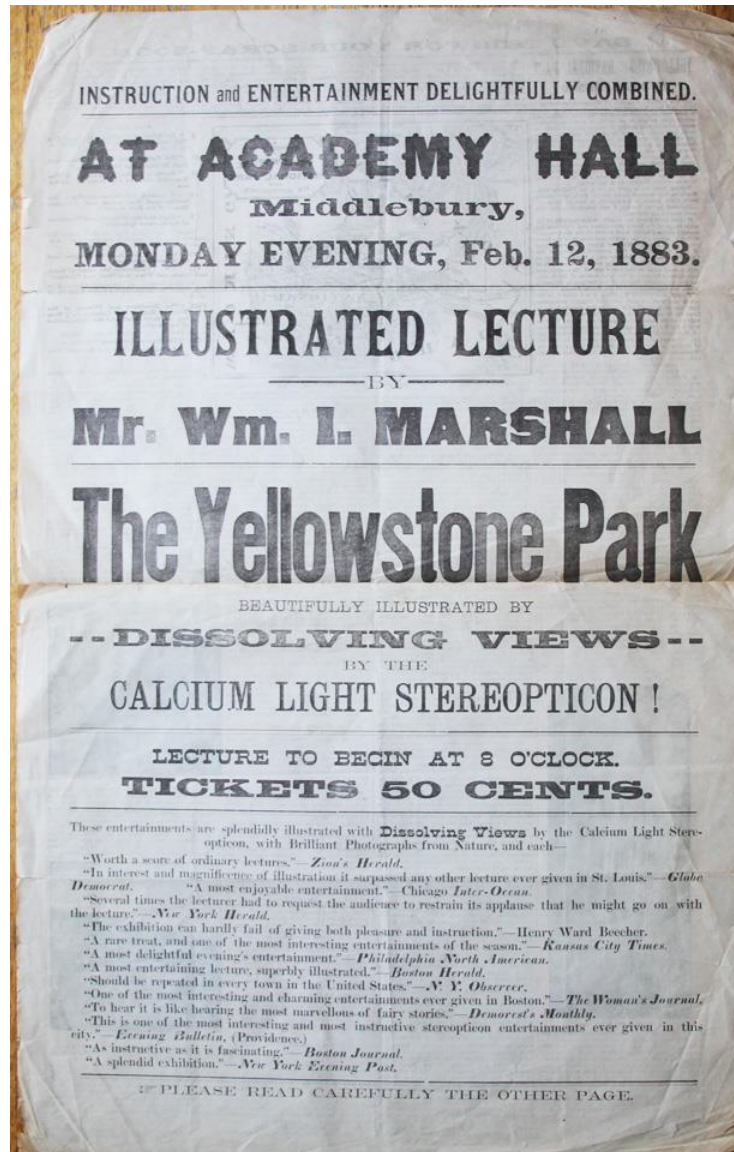 INSTRUCTION and ENTERTAINMENT DELIGHTFULLY COMBINED.
AT ACADEMY HALL
Middlebury,
MONDAY EVENING, Feb. 12, 1883.
ILLUSTRATED LECTURE
BY
Mr. Wm. I. MARSHALL
The Yellowstone Park
BEAUTIFULLY ILLUSTRATED BY
--DISSOLVING VIEWS--
BY THE
CALCIUM LIGHT STEREOPTICON!
LECTURE TO BEGIN AT 8 O'CLOCK.
TICKETS 50 CENTS.
These entertainments are splendidly illustrated with Dissolving Views by the Calcium Light Stere-
opticon, with Brilliant Photographs from Nature, and each—
"Worth a score of ordinary lectures."—Zion's Herald.
"In interest and magnificence of illustration it surpassed any other lecture ever given in St. Louis."—Globe
Democrat. "A most enjoyable entertainment."—Chicago Inter-Ocean.
"Several times the lecturer had to request the audience to restrain its applause that he might go on with
the lecture."—New York Herald.
"The exhibition can hardly fail of giving both pleasure and instruction."—Henry Ward Beecher.
"A rare treat, and one of the most interesting entertainments of the season."—Kansas City Times.
"A most delightful evening's entertainment."—Philadelphia North American.
"A most entertaining lecture, superbly illustrated."—Boston Herald.
"Should be repeated in every town in the United States."—N. Y. Observer.
"One of the most interesting and charming entertainments ever given in Boston."—The Woman's Journal.
"To hear it is like hearing the most marvellous of fairy stories."—Demorest's Monthly.
"This is one of the most interesting and most instructive stereopticon entertainments ever given in this
city."—Evening Bulletin, (Providence.)
"As instructive as it is fascinating."—Boston Journal.
"A splendid exhibition."—New York Evening Post.
☞PLEASE READ CAREFULLY THE OTHER PAGE.